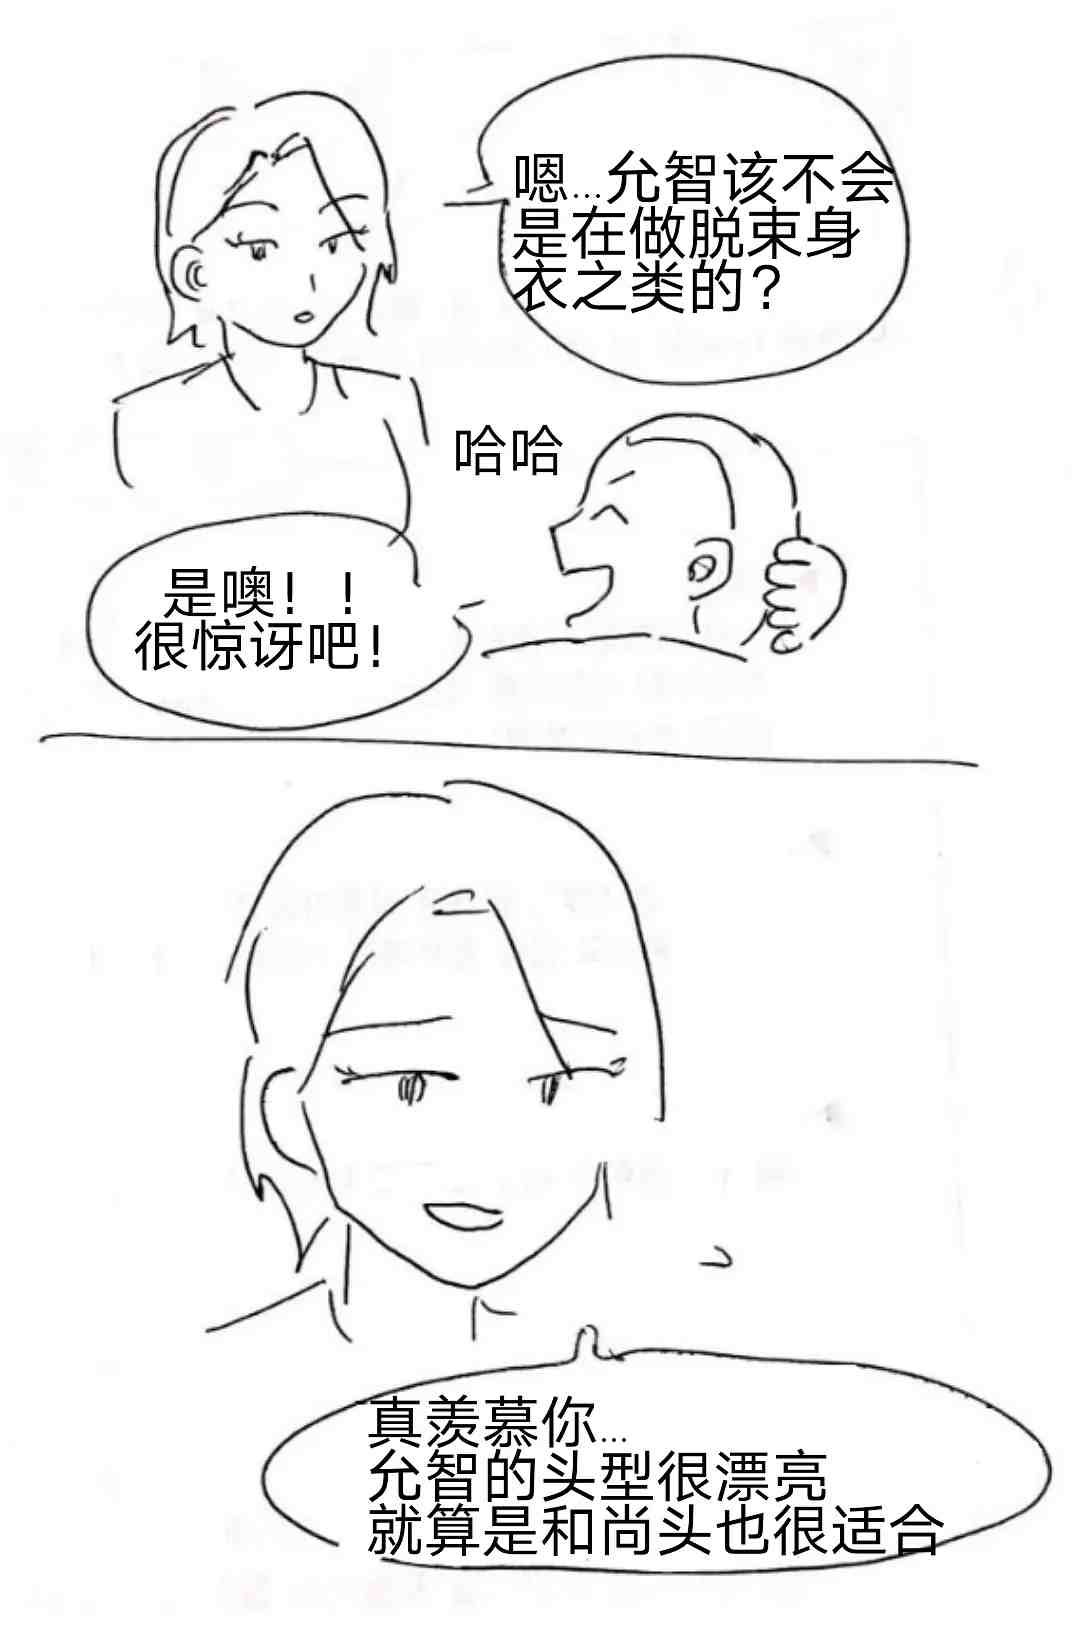 嗯...允智该不会
是在做脱束身
衣之类的?
哈哈
是噢！！
很惊讶吧！
真羡慕你...
允智的头型很漂亮
就算是和尚头也很适合